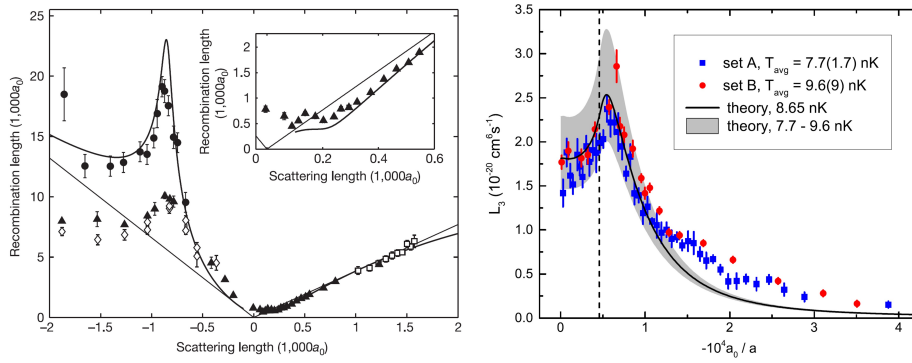 Recombination length (1,000a0)
25
20
15
10
5
0
−2 −1.5 −1 −0.5 0 0.5 1 1.5 2
Scattering length (1,000a0)
Recombination length
(1,000a0)
2
1.5
1
0.5
0
0 0.2 0.4 0.6
Scattering length (1,000a0)
L3 (10-20 cm6s-1)
3.5
3.0
2.5
2.0
1.5
1.0
0.5
0.0
0 1 2 3 4
-104a0 / a
set A, Tavg = 7.7(1.7) nK
set B, Tavg = 9.6(9) nK
theory, 8.65 nK
theory, 7.7 - 9.6 nK